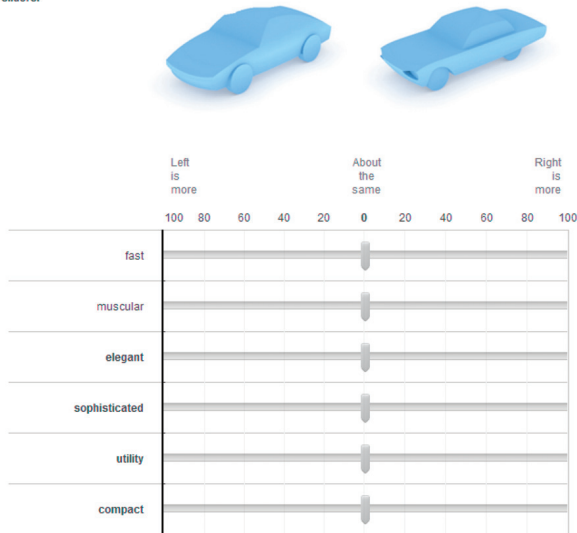 Left About Right
is the is
more same more
100 80 60 40 20 0 20 40 60 80 100
fast
muscular
elegant
sophisticated
utility
compact